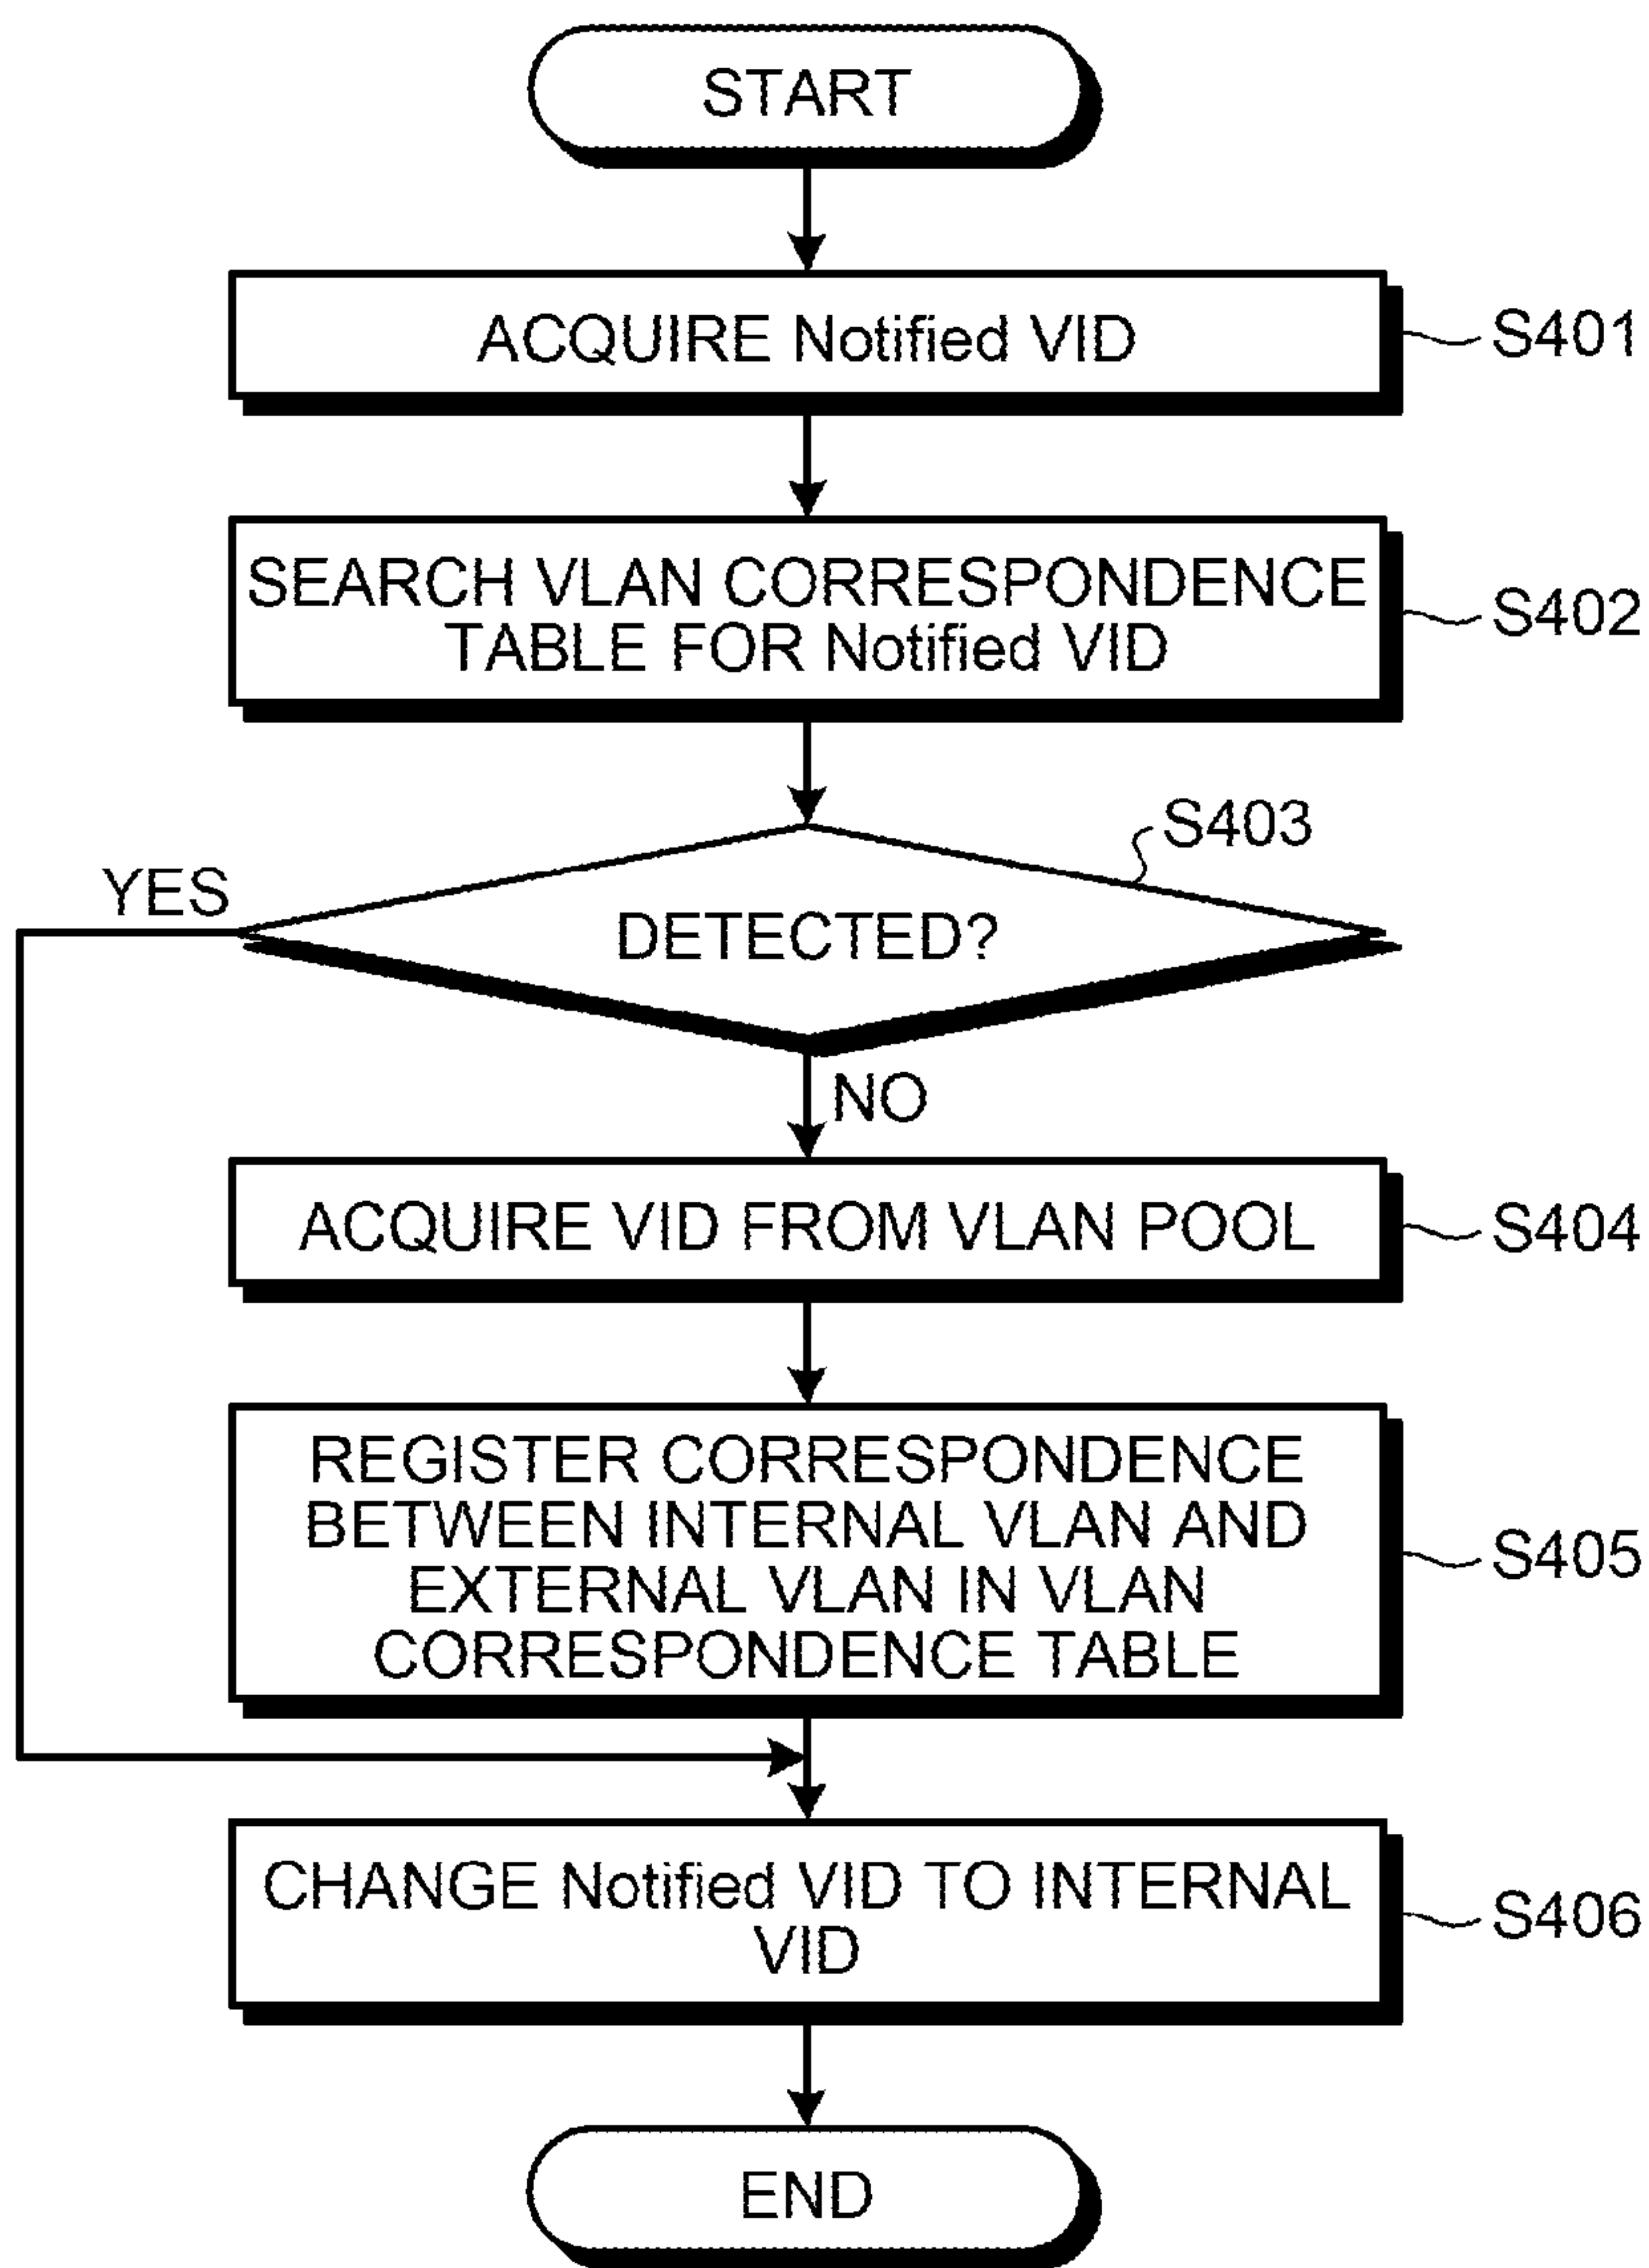 START
ACQUIRE Notified VID
S401
SEARCH VLAN CORRESPONDENCE
TABLE FOR Notified VID
S402
S403
YES
DETECTED?
NO
ACQUIRE VID FROM VLAN POOL
S404
REGISTER CORRESPONDENCE
BETWEEN INTERNAL VLAN AND
EXTERNAL VLAN IN VLAN
CORRESPONDENCE TABLE
S405
CHANGE Notified VID TO INTERNAL
VID
S406
END